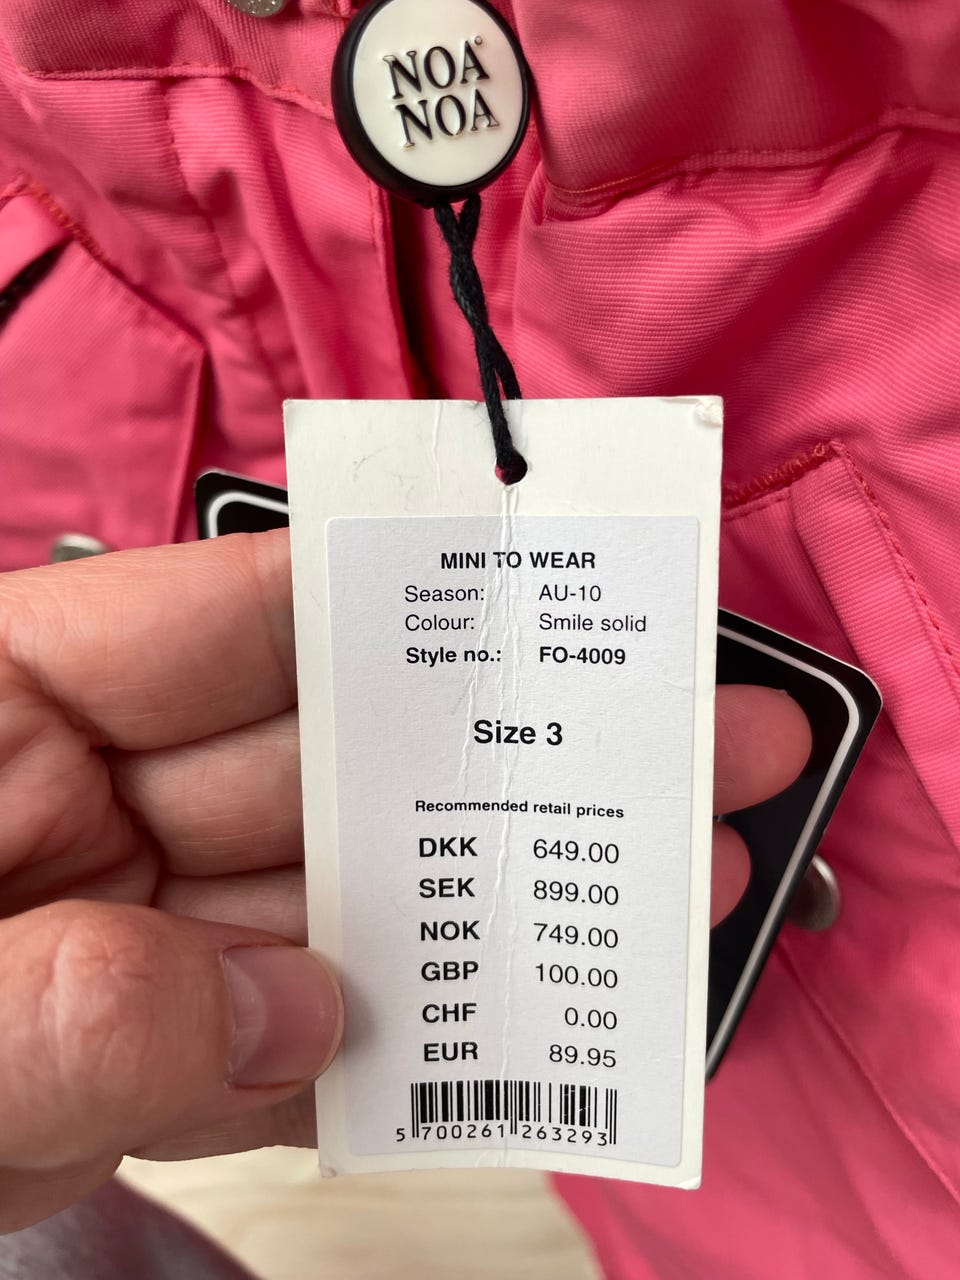 NOA
NOA
MINI TO WEAR
Season: AU-10
Colour: Smile solid
Style no.: FO-4009
Size 3
Recommended retail prices
DKK 649.00
SEK 899.00
NOK 749.00
GBP 100.00
CHF 0.00
EUR 89.95
5 700261 263293